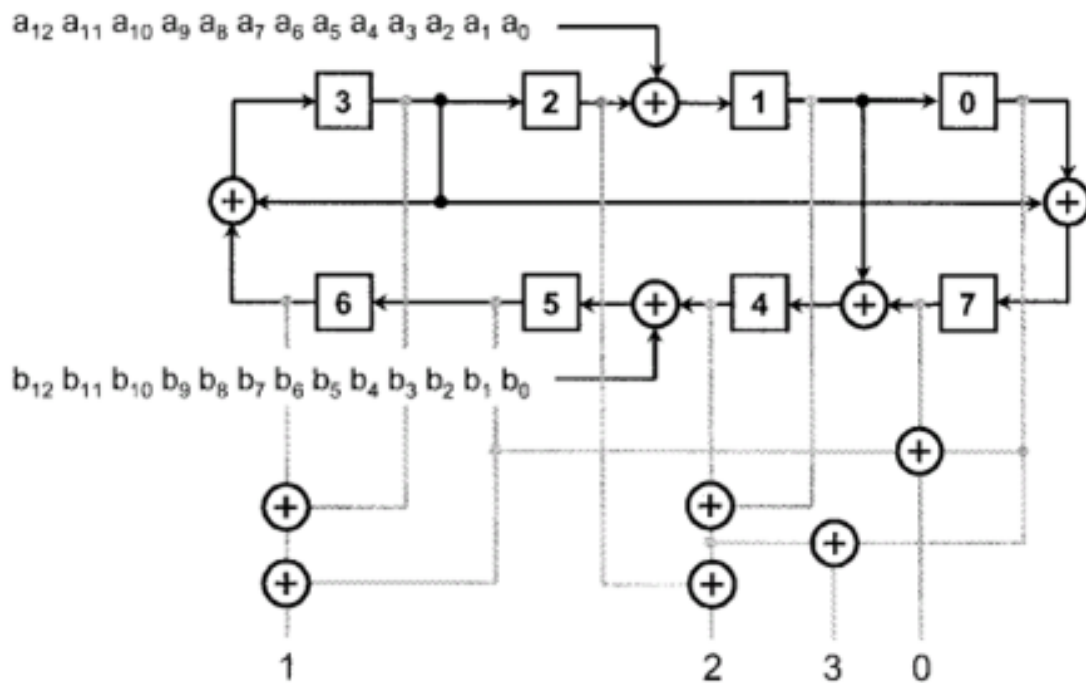 a₁₂ a₁₁ a₁₀ a₉ a₈ a₇ a₆ a₅ a₄ a₃ a₂ a₁ a₀
3 2 + 1 0
+ +
6 5 + 4 + 7
b₁₂ b₁₁ b₁₀ b₉ b₈ b₇ b₆ b₅ b₄ b₃ b₂ b₁ b₀
+
+ +
+
+ +
1 2 3 0